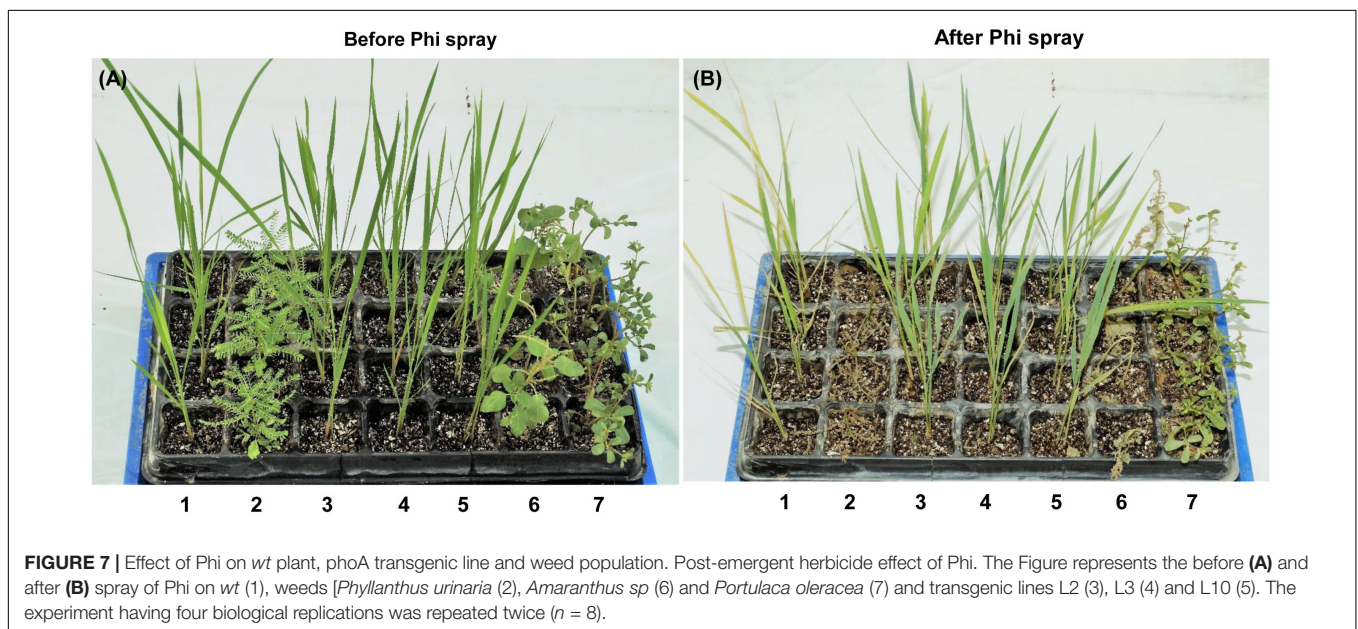 Before Phi spray
After Phi spray
(A)
(B)
1 2 3 4 5 6 7
1 2 3 4 5 6 7
FIGURE 7 | Effect of Phi on wt plant, phoA transgenic line and weed population. Post-emergent herbicide effect of Phi. The Figure represents the before (A) and
after (B) spray of Phi on wt (1), weeds [Phyllanthus urinaria (2), Amaranthus sp (6) and Portulaca oleracea (7) and transgenic lines L2 (3), L3 (4) and L10 (5). The
experiment having four biological replications was repeated twice (n = 8).